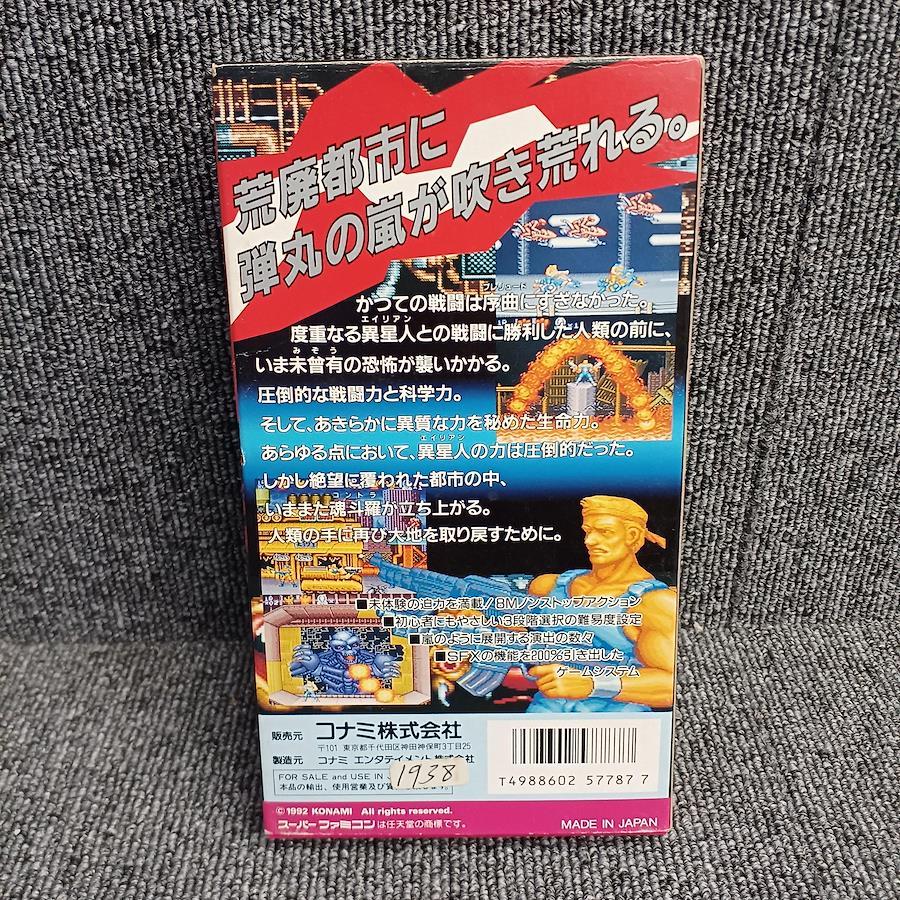 荒廃都市に
弾丸の嵐が吹き荒れる。
プレリュード
かつての戦闘は序曲にすぎなかった。
エイリアン
度重なる異星人との戦闘に勝利した人類の前に、
みぞう
いま未曾有の恐怖が襲いかかる。
圧倒的な戦闘力と科学力。
そして、あきらかに異質な力を秘めた生命力。
エイリアン
あらゆる点において、異星人の力は圧倒的だった。
しかし絶望に覆われた都市の中、
コントラ
いままた魂斗羅が立ち上がる。
人類の手に再び大地を取り戻すために。
■未体験の迫力を満載!8Mノンストップアクション
■初心者にもやさしい3段階選択の難易度設定
■嵐のように展開する演出の数々
■SFXの機能を200%引き出した
ゲームシステム
販売元 コナミ株式会社
〒101 東京都千代田区神田神保町3丁目25
製造元 コナミ エンタテイメント株式会社
FOR SALE and USE IN
本品の輸出、使用営業及び
1938
T4988602 57787 7
©1992 KONAMI All rights reserved.
スーパーファミコンは任天堂の商標です。
MADE IN JAPAN